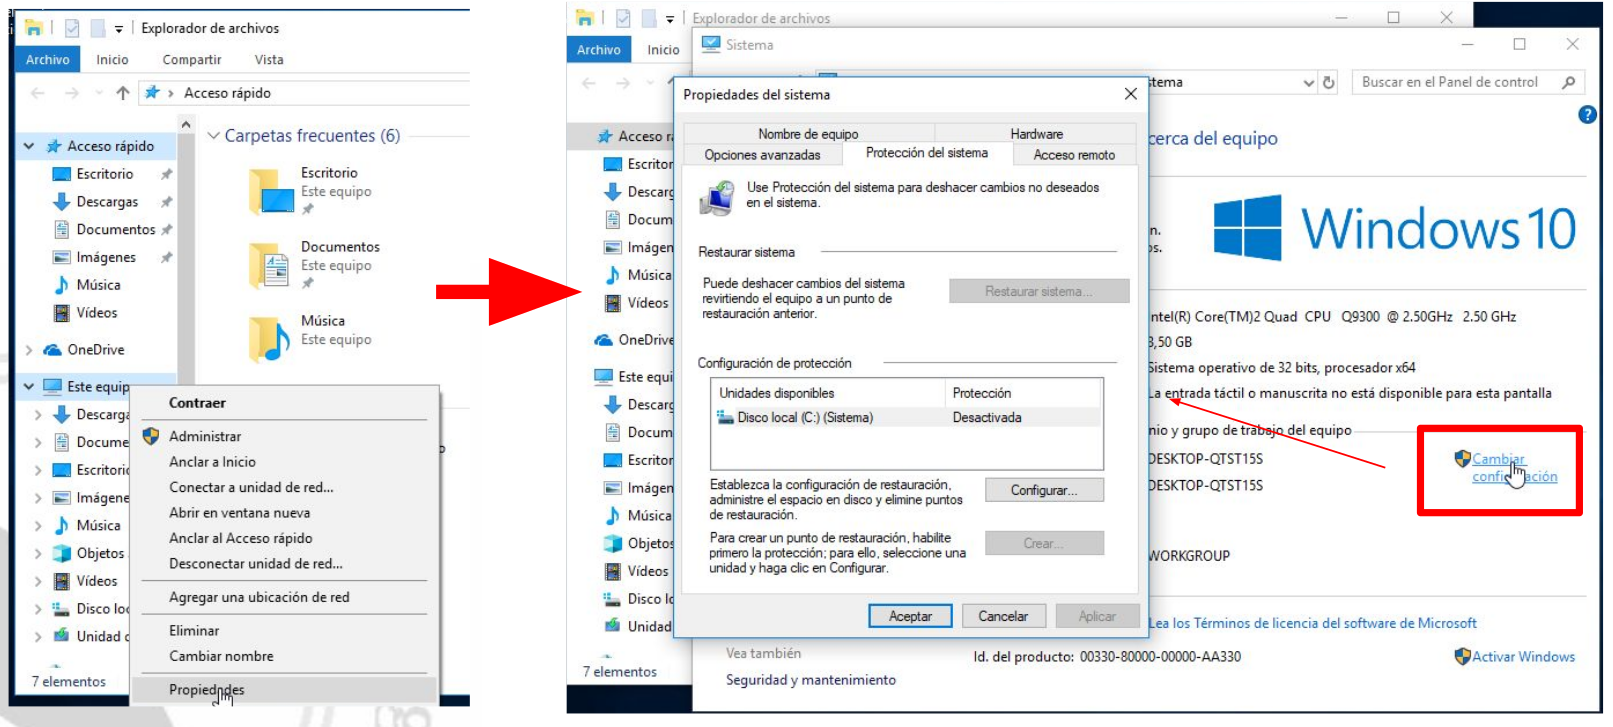 Explorador de archivos
Archivo Inicio Compartir Vista
Acceso rápido
Acceso rápido
Escritorio
Descargas
Documentos
Imágenes
Música
Vídeos
OneDrive
Este equip
Descarga
Docume
Escritorio
Imágene
Música
Objetos
Vídeos
Disco loc
Unidad
7 elementos
Carpetas frecuentes (6)
Escritorio
Este equipo
Documentos
Este equipo
Música
Este equipo
Contraer
Administrar
Anclar a Inicio
Conectar a unidad de red...
Abrir en ventana nueva
Anclar al Acceso rápido
Desconectar unidad de red...
Agregar una ubicación de red
Eliminar
Cambiar nombre
Propiedades
Explorador de archivos
Archivo Inicio
Acceso r
Escritor
Descarg
Docum
Imágen
Música
Vídeos
OneDrive
Este equi
Descarg
Docum
Escritor
Imágen
Música
Objetos
Vídeos
Disco lo
Unidad
7 elementos
Sistema
stema
Buscar en el Panel de control
?
Propiedades del sistema
Nombre de equipo Hardware
Opciones avanzadas Protección del sistema Acceso remoto
Use Protección del sistema para deshacer cambios no deseados
en el sistema.
Restaurar sistema
Puede deshacer cambios del sistema
revirtiendo el equipo a un punto de
restauración anterior.
Restaurar sistema...
Configuración de protección
Unidades disponibles Protección
Disco local (C:) (Sistema) Desactivada
Establezca la configuración de restauración,
administre el espacio en disco y elimine puntos
de restauración.
Configurar...
Para crear un punto de restauración, habilite
primero la protección; para ello, seleccione una
unidad y haga clic en Configurar.
Crear...
Aceptar Cancelar Aplicar
cerca del equipo
n.
os.
Windows 10
ntel(R) Core(TM)2 Quad CPU Q9300 @ 2.50GHz 2.50 GHz
3,50 GB
Sistema operativo de 32 bits, procesador x64
La entrada táctil o manuscrita no está disponible para esta pantalla
nio y grupo de trabajo del equipo
DESKTOP-QTST15S
DESKTOP-QTST15S
Cambiar
configuración
WORKGROUP
Lea los Términos de licencia del software de Microsoft
Vea también
Id. del producto: 00330-80000-00000-AA330
Activar Windows
Seguridad y mantenimiento